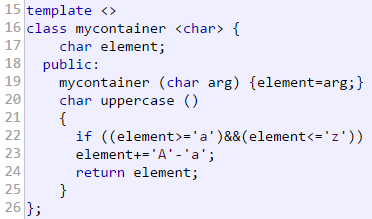 15 template <>
16 class mycontainer <char> {
17     char element;
18   public:
19     mycontainer (char arg) {element=arg;}
20     char uppercase ()
21     {
22       if ((element>='a')&&(element<='z'))
23       element+='A'-'a';
24       return element;
25     }
26 };